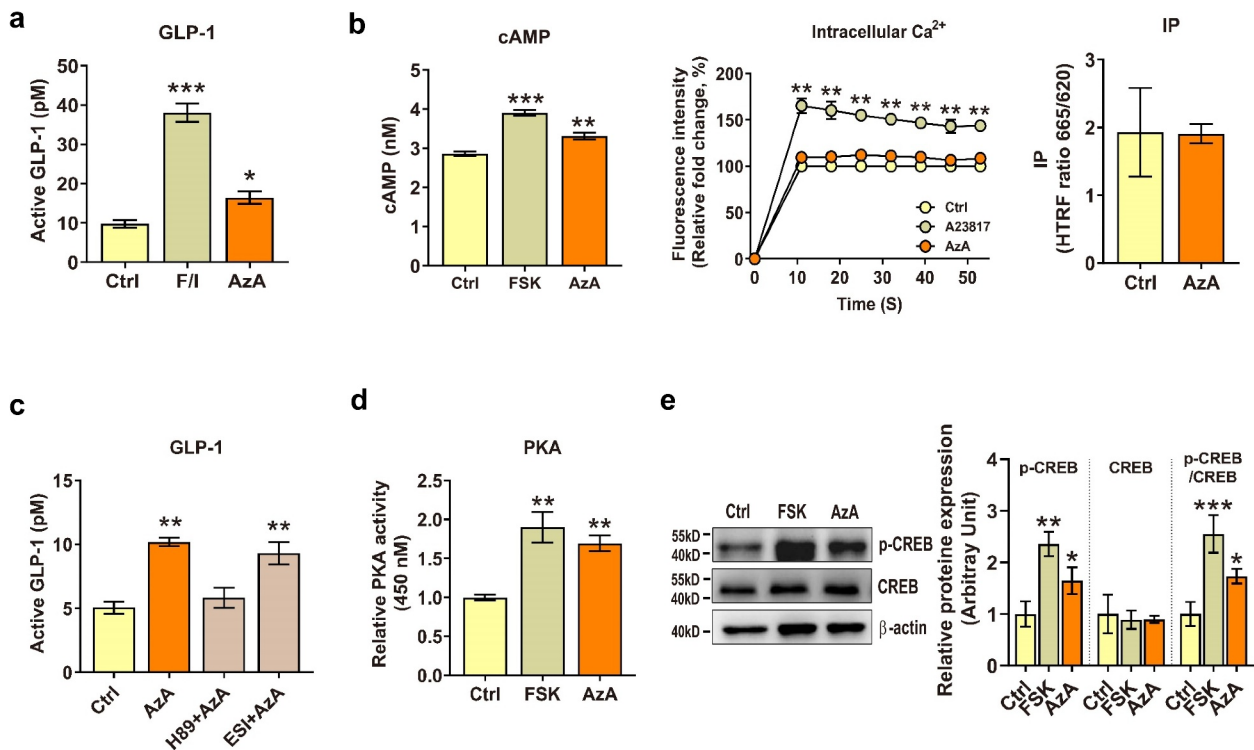 a
GLP-1
Active GLP-1 (pM)
50
40
30
20
10
0
***
*
Ctrl
F/I
AzA
b
cAMP
cAMP (nM)
5
4
3
2
1
0
***
**
Ctrl
FSK
AzA
Intracellular Ca²⁺
Fluorescence intensity
(Relative fold change, %)
200
150
100
50
0
** ** ** ** ** ** **
Ctrl
A23817
AzA
0 10 20 30 40 50
Time (S)
IP
IP
(HTRF ratio 665/620)
3
2
1
0
Ctrl
AzA
c
GLP-1
Active GLP-1 (pM)
15
10
5
0
**
**
Ctrl
AzA
H89+AzA
ESI+AzA
d
PKA
Relative PKA activity
(450 nM)
2.5
2.0
1.5
1.0
0.5
0.0
**
**
Ctrl
FSK
AzA
e
Ctrl FSK AzA
55kD
40kD
p-CREB
55kD
40kD
CREB
40kD
β-actin
Relative proteine expression
(Arbitray Unit)
4
3
2
1
0
p-CREB
CREB
p-CREB
/CREB
**
*
***
*
Ctrl
FSK
AzA
Ctrl
FSK
AzA
Ctrl
FSK
AzA